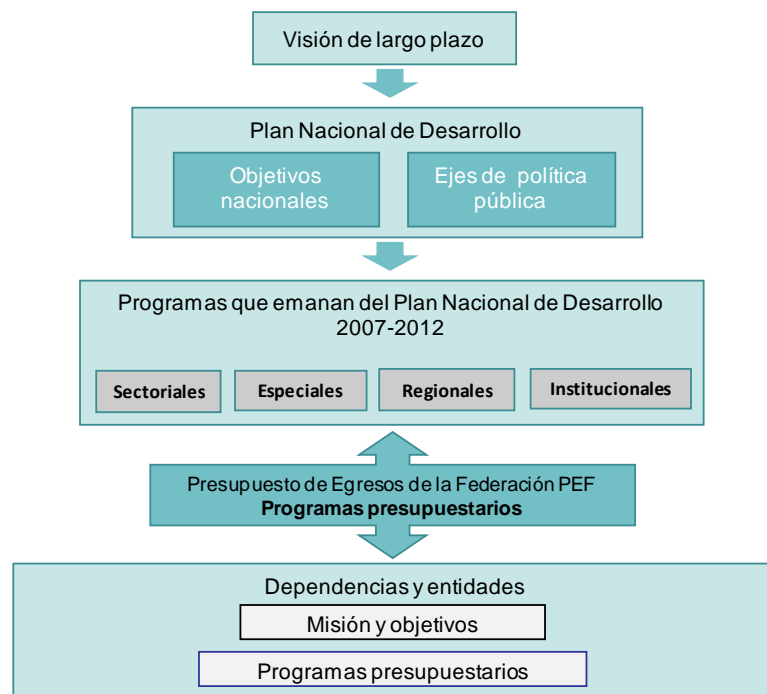 Visión de largo plazo
Plan Nacional de Desarrollo
Objetivos
nacionales
Ejes de política
pública
Programas que emanan del Plan Nacional de Desarrollo
2007-2012
Sectoriales
Especiales
Regionales
Institucionales
Presupuesto de Egresos de la Federación PEF
Programas presupuestarios
Dependencias y entidades
Misión y objetivos
Programas presupuestarios